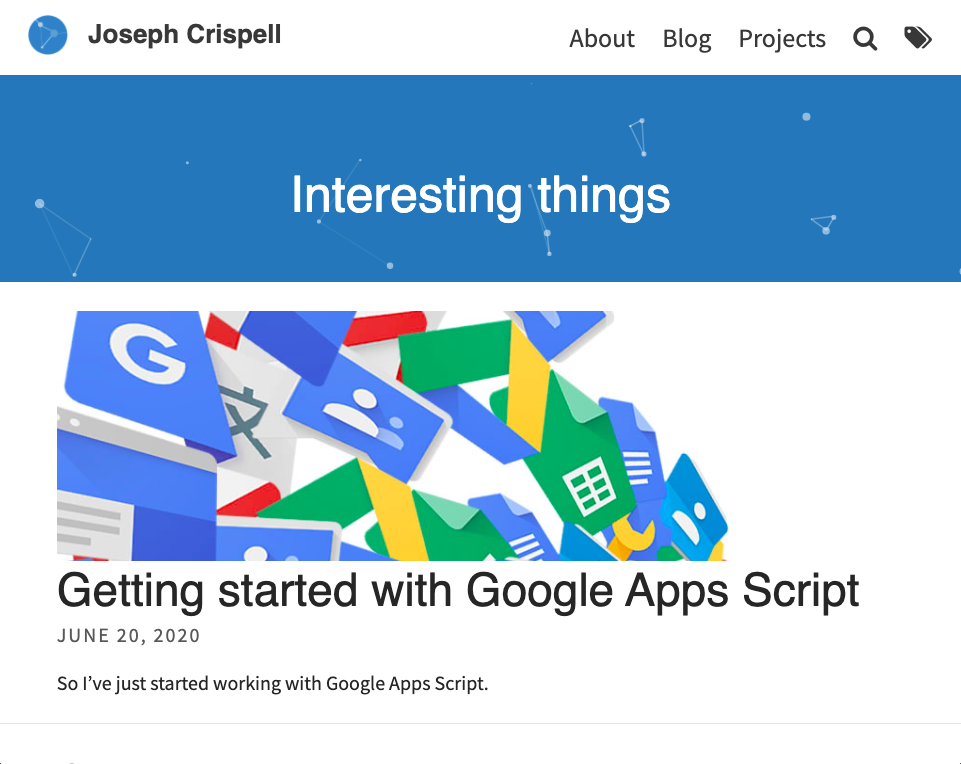 Joseph Crispell
About Blog Projects
Interesting things
G
文
Getting started with Google Apps Script
JUNE 20, 2020
So I’ve just started working with Google Apps Script.